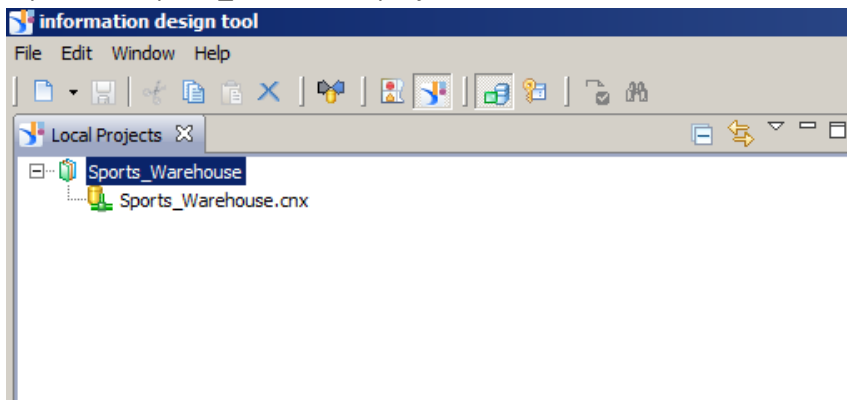 information design tool
File Edit Window Help
Local Projects
Sports_Warehouse
Sports_Warehouse.cnx